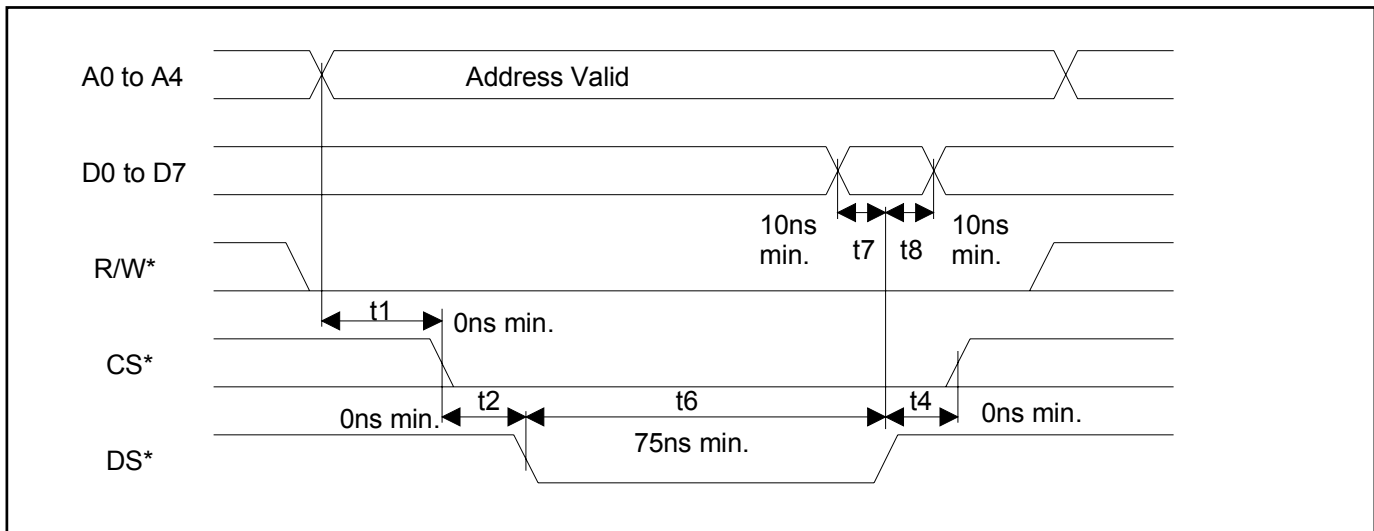 A0 to A4
Address Valid
D0 to D7
10ns
min.
t7
t8
10ns
min.
R/W*
t1
0ns min.
CS*
t2
t6
t4
0ns min.
0ns min.
75ns min.
DS*